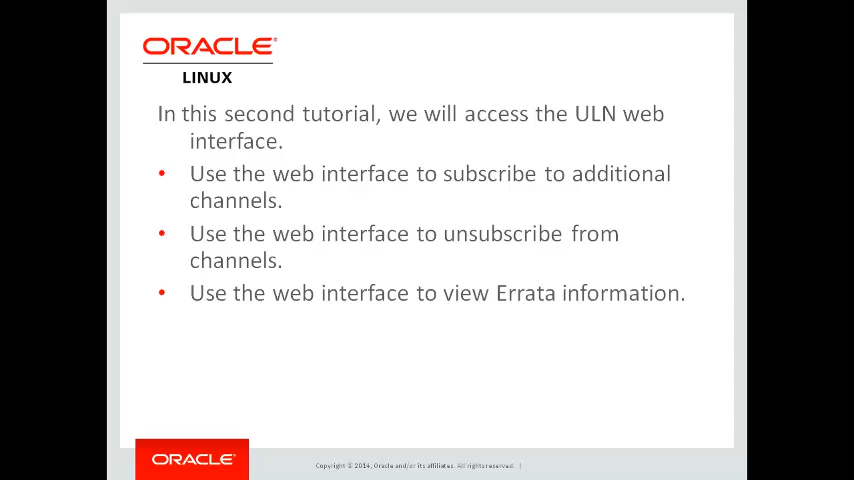 ORACLE®
LINUX
In this second tutorial, we will access the ULN web
interface.
• Use the web interface to subscribe to additional
channels.
• Use the web interface to unsubscribe from
channels.
• Use the web interface to view Errata information.
ORACLE®
Copyright © 2014, Oracle and/or its affiliates. All rights reserved. |